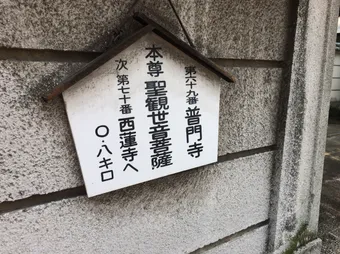 第六十九番 普門寺
本尊 聖観世音菩薩
次 第七十番 西蓮寺へ
〇・八キロ